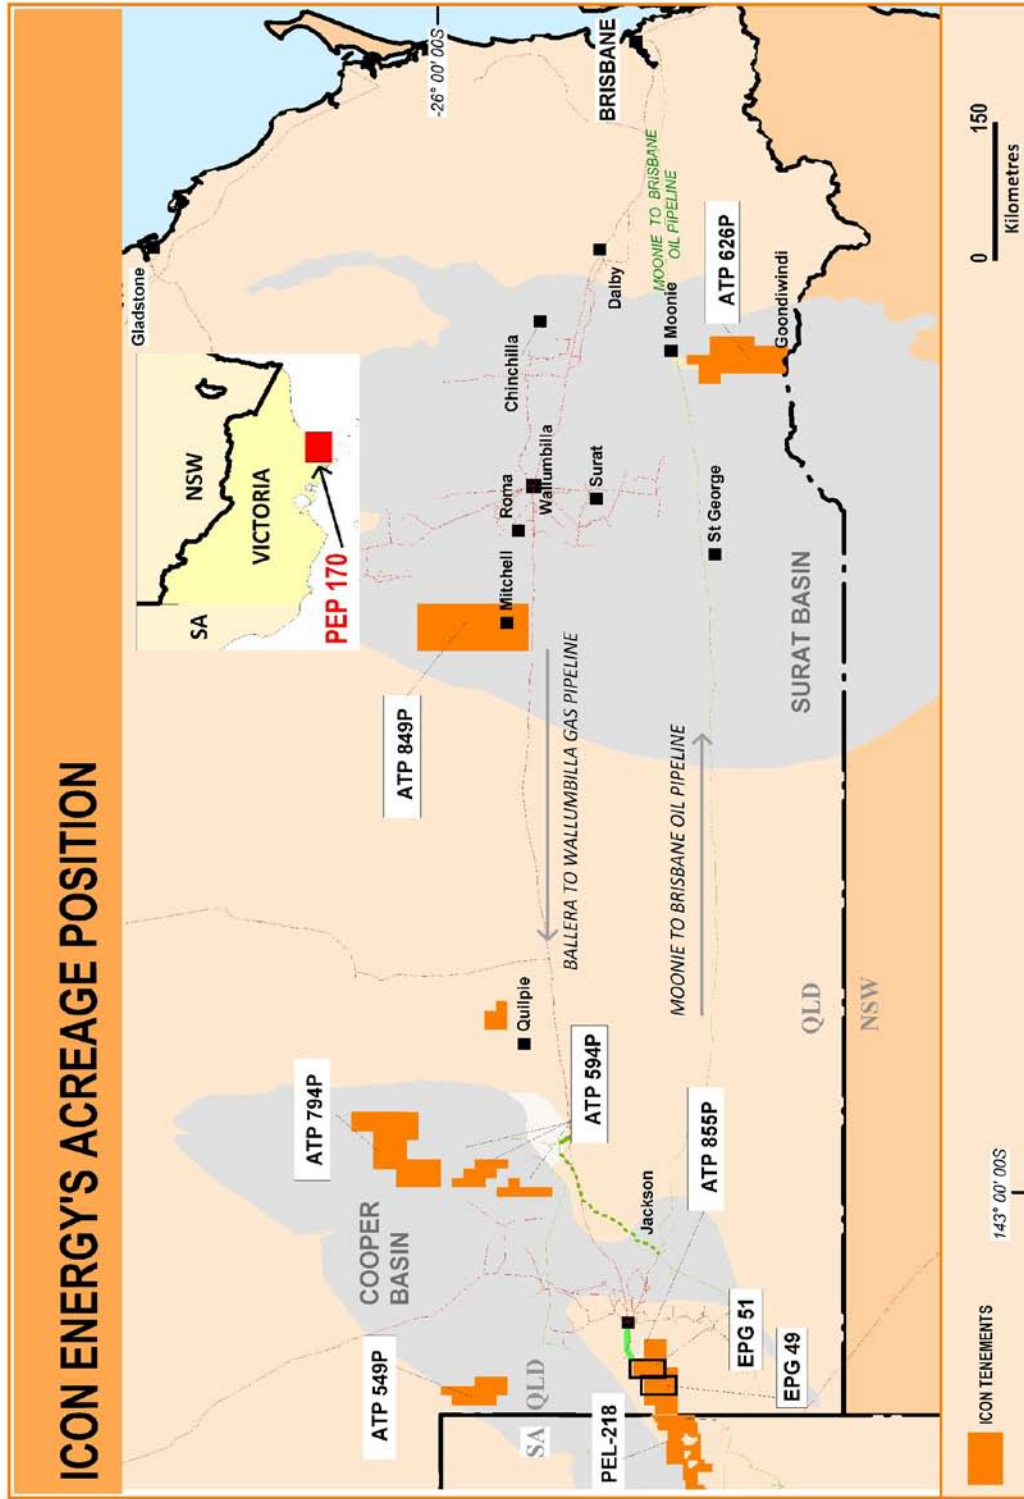 ICON ENERGY'S ACREAGE POSITION
Gladstone
-26° 00' 00S
SA
NSW
VICTORIA
PEP 170
BRISBANE
ATP 849P
Mitchell
Roma
Wallumbilla
Chinchilla
Surat
Dalby
MOONIE TO BRISBANE
OIL PIPELINE
Moonie
ATP 626P
Goondiwindi
St George
SURAT BASIN
BALLERA TO WALLUMBILLA GAS PIPELINE
MOONIE TO BRISBANE OIL PIPELINE
COOPER
BASIN
ATP 794P
Quilpie
ATP 594P
ATP 549P
SA
QLD
Jackson
ATP 855P
PEL-218
EPG 51
EPG 49
QLD
NSW
ICON TENEMENTS
143° 00' 00S
0
150
Kilometres